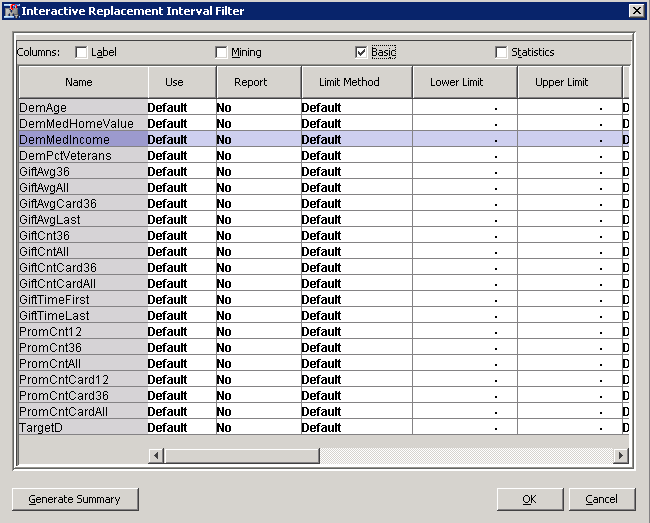 Interactive Replacement Interval Filter
Columns: Label Mining Basic Statistics
Name Use Report Limit Method Lower Limit Upper Limit
DemAge Default No Default . . D
DemMedHomeValue Default No Default . . D
DemMedIncome Default No Default . . D
DemPctVeterans Default No Default . . D
GiftAvg36 Default No Default . . D
GiftAvgAll Default No Default . . D
GiftAvgCard36 Default No Default . . D
GiftAvgLast Default No Default . . D
GiftCnt36 Default No Default . . D
GiftCntAll Default No Default . . D
GiftCntCard36 Default No Default . . D
GiftCntCardAll Default No Default . . D
GiftTimeFirst Default No Default . . D
GiftTimeLast Default No Default . . D
PromCnt12 Default No Default . . D
PromCnt36 Default No Default . . D
PromCntAll Default No Default . . D
PromCntCard12 Default No Default . . D
PromCntCard36 Default No Default . . D
PromCntCardAll Default No Default . . D
TargetD Default No Default . . D
Generate Summary OK Cancel